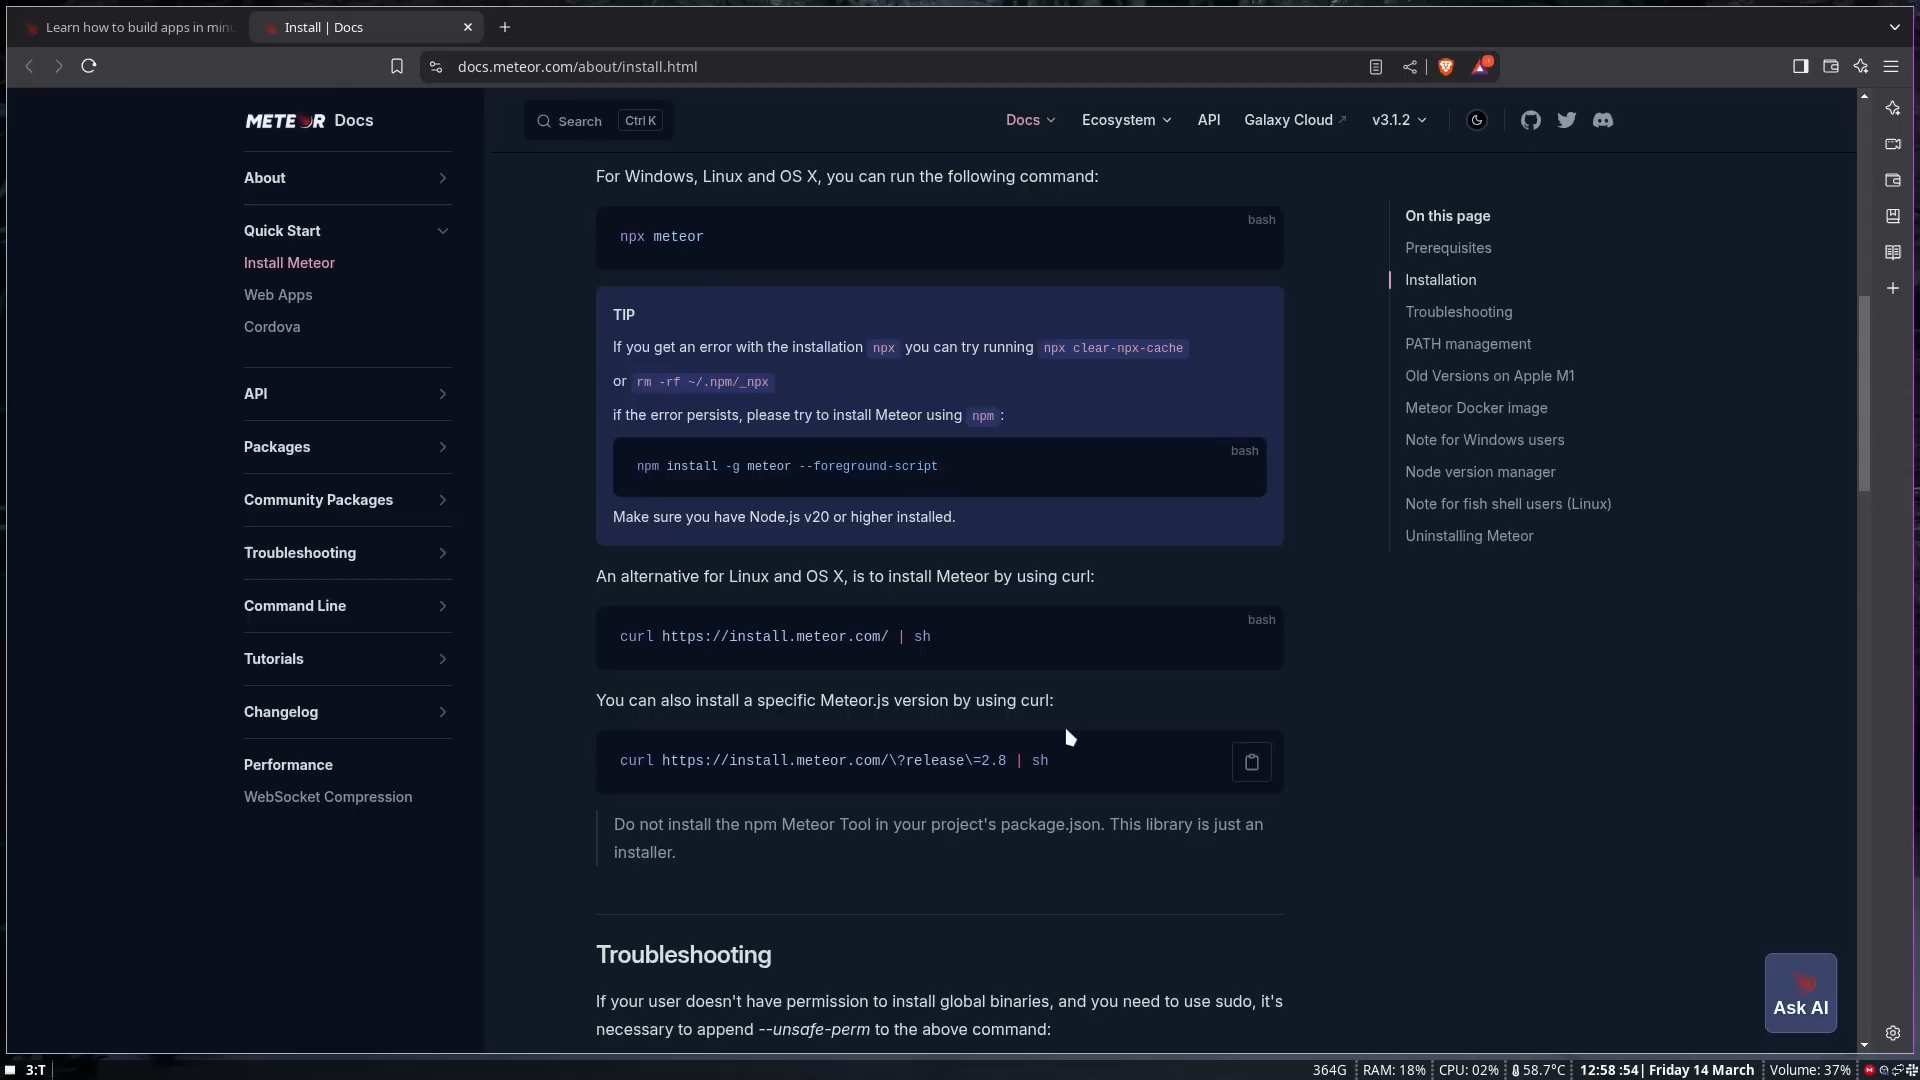 Learn how to build apps in min
Install | Docs
docs.meteor.com/about/install.html
METEOR Docs
Search Ctrl K
Docs
Ecosystem
API
Galaxy Cloud
v3.1.2
About
Quick Start
Install Meteor
Web Apps
Cordova
API
Packages
Community Packages
Troubleshooting
Command Line
Tutorials
Changelog
Performance
WebSocket Compression
For Windows, Linux and OS X, you can run the following command:
bash
npx meteor
TIP
If you get an error with the installation npx you can try running npx clear-npx-cache
or rm -rf ~/.npm/_npx
if the error persists, please try to install Meteor using npm:
bash
npm install -g meteor --foreground-script
Make sure you have Node.js v20 or higher installed.
An alternative for Linux and OS X, is to install Meteor by using curl:
bash
curl https://install.meteor.com/ | sh
You can also install a specific Meteor.js version by using curl:
curl https://install.meteor.com/\?release\=2.8 | sh
Do not install the npm Meteor Tool in your project's package.json. This library is just an
installer.
Troubleshooting
If your user doesn't have permission to install global binaries, and you need to use sudo, it's
necessary to append --unsafe-perm to the above command:
On this page
Prerequisites
Installation
Troubleshooting
PATH management
Old Versions on Apple M1
Meteor Docker image
Note for Windows users
Node version manager
Note for fish shell users (Linux)
Uninstalling Meteor
Ask AI
3:T
364G
RAM: 18%
CPU: 02%
58.7°C
12:58 :54| Friday 14 March
Volume: 37%